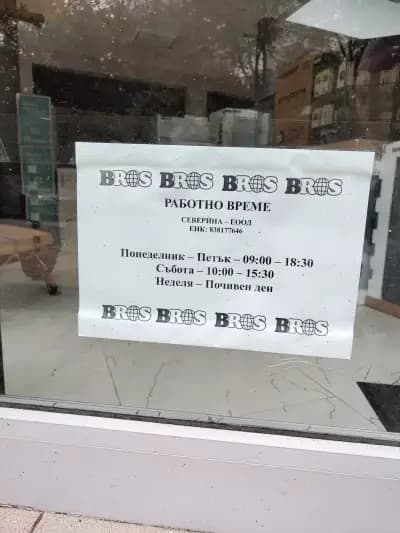 BROS BROS BROS BROS
РАБОТНО ВРЕМЕ
СЕВЕРИНА – ЕООД
ЕИК: 838177646
Понеделник – Петък – 09:00 – 18:30
Събота – 10:00 – 15:30
Неделя – Почивен ден
BROS BROS BROS BROS